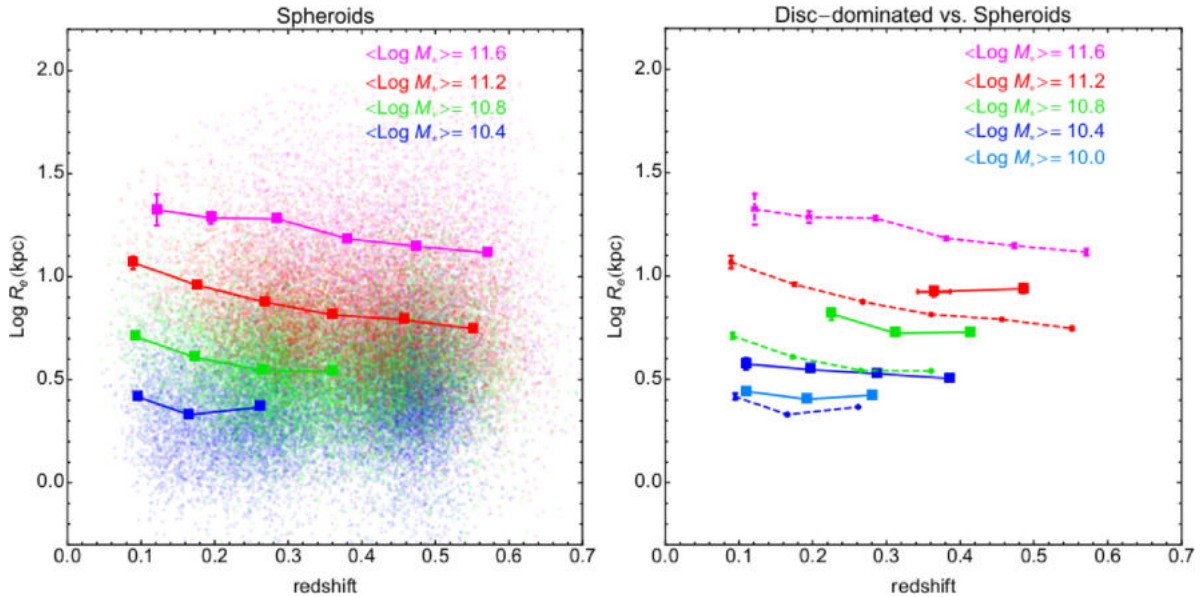 Spheroids
<Log M*>= 11.6
<Log M*>= 11.2
<Log M*>= 10.8
<Log M*>= 10.4
2.0
1.5
1.0
0.5
0.0
Log Re(kpc)
0.0 0.1 0.2 0.3 0.4 0.5 0.6 0.7
redshift
Disc-dominated vs. Spheroids
<Log M*>= 11.6
<Log M*>= 11.2
<Log M*>= 10.8
<Log M*>= 10.4
<Log M*>= 10.0
2.0
1.5
1.0
0.5
0.0
Log Re(kpc)
0.0 0.1 0.2 0.3 0.4 0.5 0.6 0.7
redshift